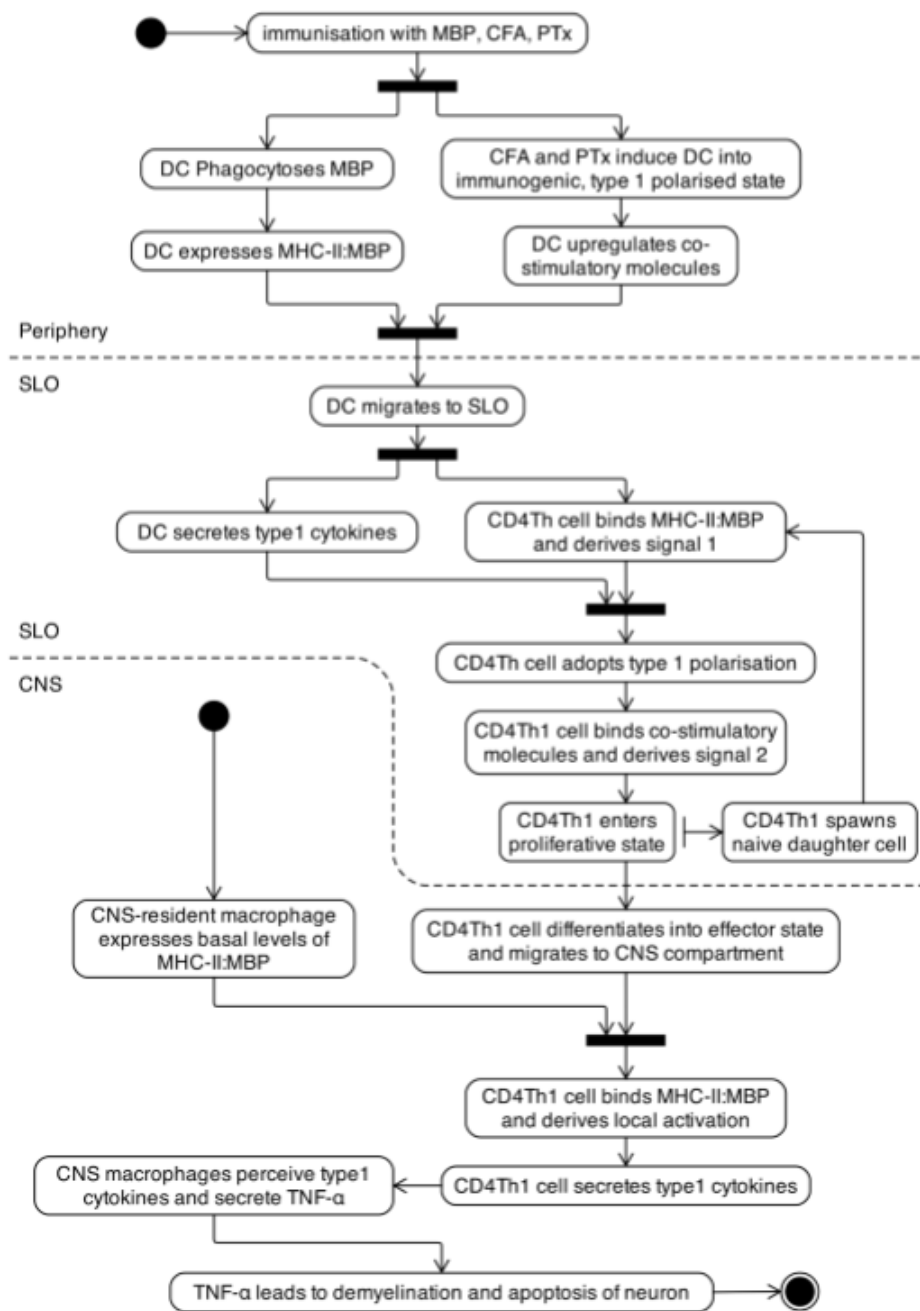 immunisation with MBP, CFA, PTx
DC Phagocytoses MBP
CFA and PTx induce DC into
immunogenic, type 1 polarised state
DC expresses MHC-II:MBP
DC upregulates co-
stimulatory molecules
Periphery
SLO
DC migrates to SLO
DC secretes type1 cytokines
CD4Th cell binds MHC-II:MBP
and derives signal 1
SLO
CD4Th cell adopts type 1 polarisation
CNS
CD4Th1 cell binds co-stimulatory
molecules and derives signal 2
CD4Th1 enters
proliferative state
CD4Th1 spawns
naive daughter cell
CNS-resident macrophage
expresses basal levels of
MHC-II:MBP
CD4Th1 cell differentiates into effector state
and migrates to CNS compartment
CD4Th1 cell binds MHC-II:MBP
and derives local activation
CNS macrophages perceive type1
cytokines and secrete TNF-α
CD4Th1 cell secretes type1 cytokines
TNF-α leads to demyelination and apoptosis of neuron